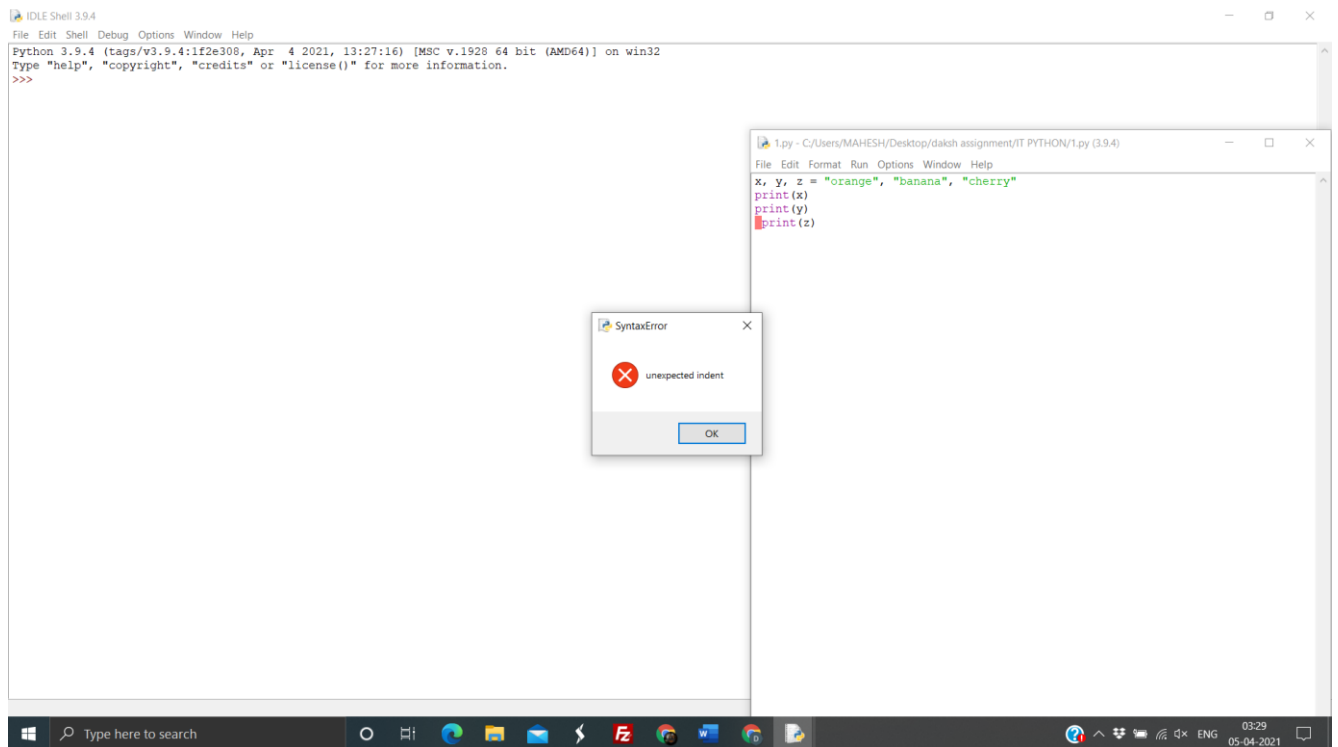 IDLE Shell 3.9.4
File Edit Shell Debug Options Window Help
Python 3.9.4 (tags/v3.9.4:1f2e308, Apr  4 2021, 13:27:16) [MSC v.1928 64 bit (AMD64)] on win32
Type "help", "copyright", "credits" or "license()" for more information.
>>>
1.py - C:/Users/MAHESH/Desktop/daksh assignment/IT PYTHON/1.py (3.9.4)
File Edit Format Run Options Window Help
x, y, z = "orange", "banana", "cherry"
print(x)
print(y)
 print(z)
SyntaxError
unexpected indent
OK
Type here to search
ENG
03:29
05-04-2021